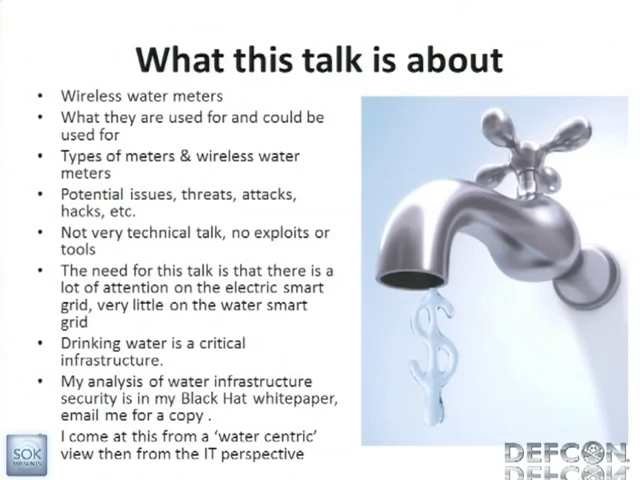 What this talk is about
• Wireless water meters
• What they are used for and could be
used for
• Types of meters & wireless water
meters
• Potential issues, threats, attacks,
hacks, etc.
• Not very technical talk, no exploits or
tools
• The need for this talk is that there is a
lot of attention on the electric smart
grid, very little on the water smart
grid
• Drinking water is a critical
infrastructure.
• My analysis of water infrastructure
security is in my Black Hat whitepaper,
email me for a copy .
I come at this from a ‘water centric’
view then from the IT perspective
SOK
PRESENTS
DEFCON